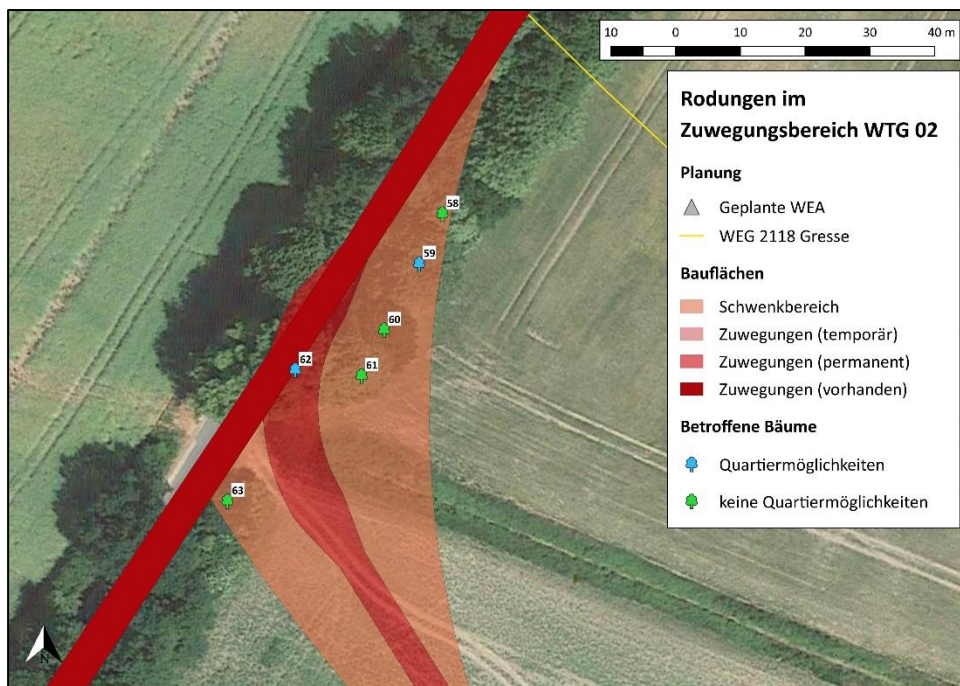 10 0 10 20 30 40 m
Rodungen im
Zuwegungsbereich WTG 02
Planung
Geplante WEA
WEG 2118 Gresse
Bauflächen
Schwenkbereich
Zuwegungen (temporär)
Zuwegungen (permanent)
Zuwegungen (vorhanden)
Betroffene Bäume
Quartiermöglichkeiten
keine Quartiermöglichkeiten
58
59
60
61
62
63
N